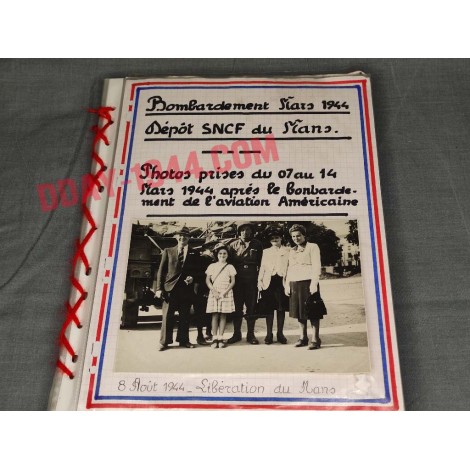 Bombardement Mars 1944
Dépôt SNCF du Mans.
Photos prises du 07 au 14
Mars 1944 aprés le bombarde-
ment de l'aviation Américaine
DDAY-1944.COM
8 Août 1944 - Libération du Mans